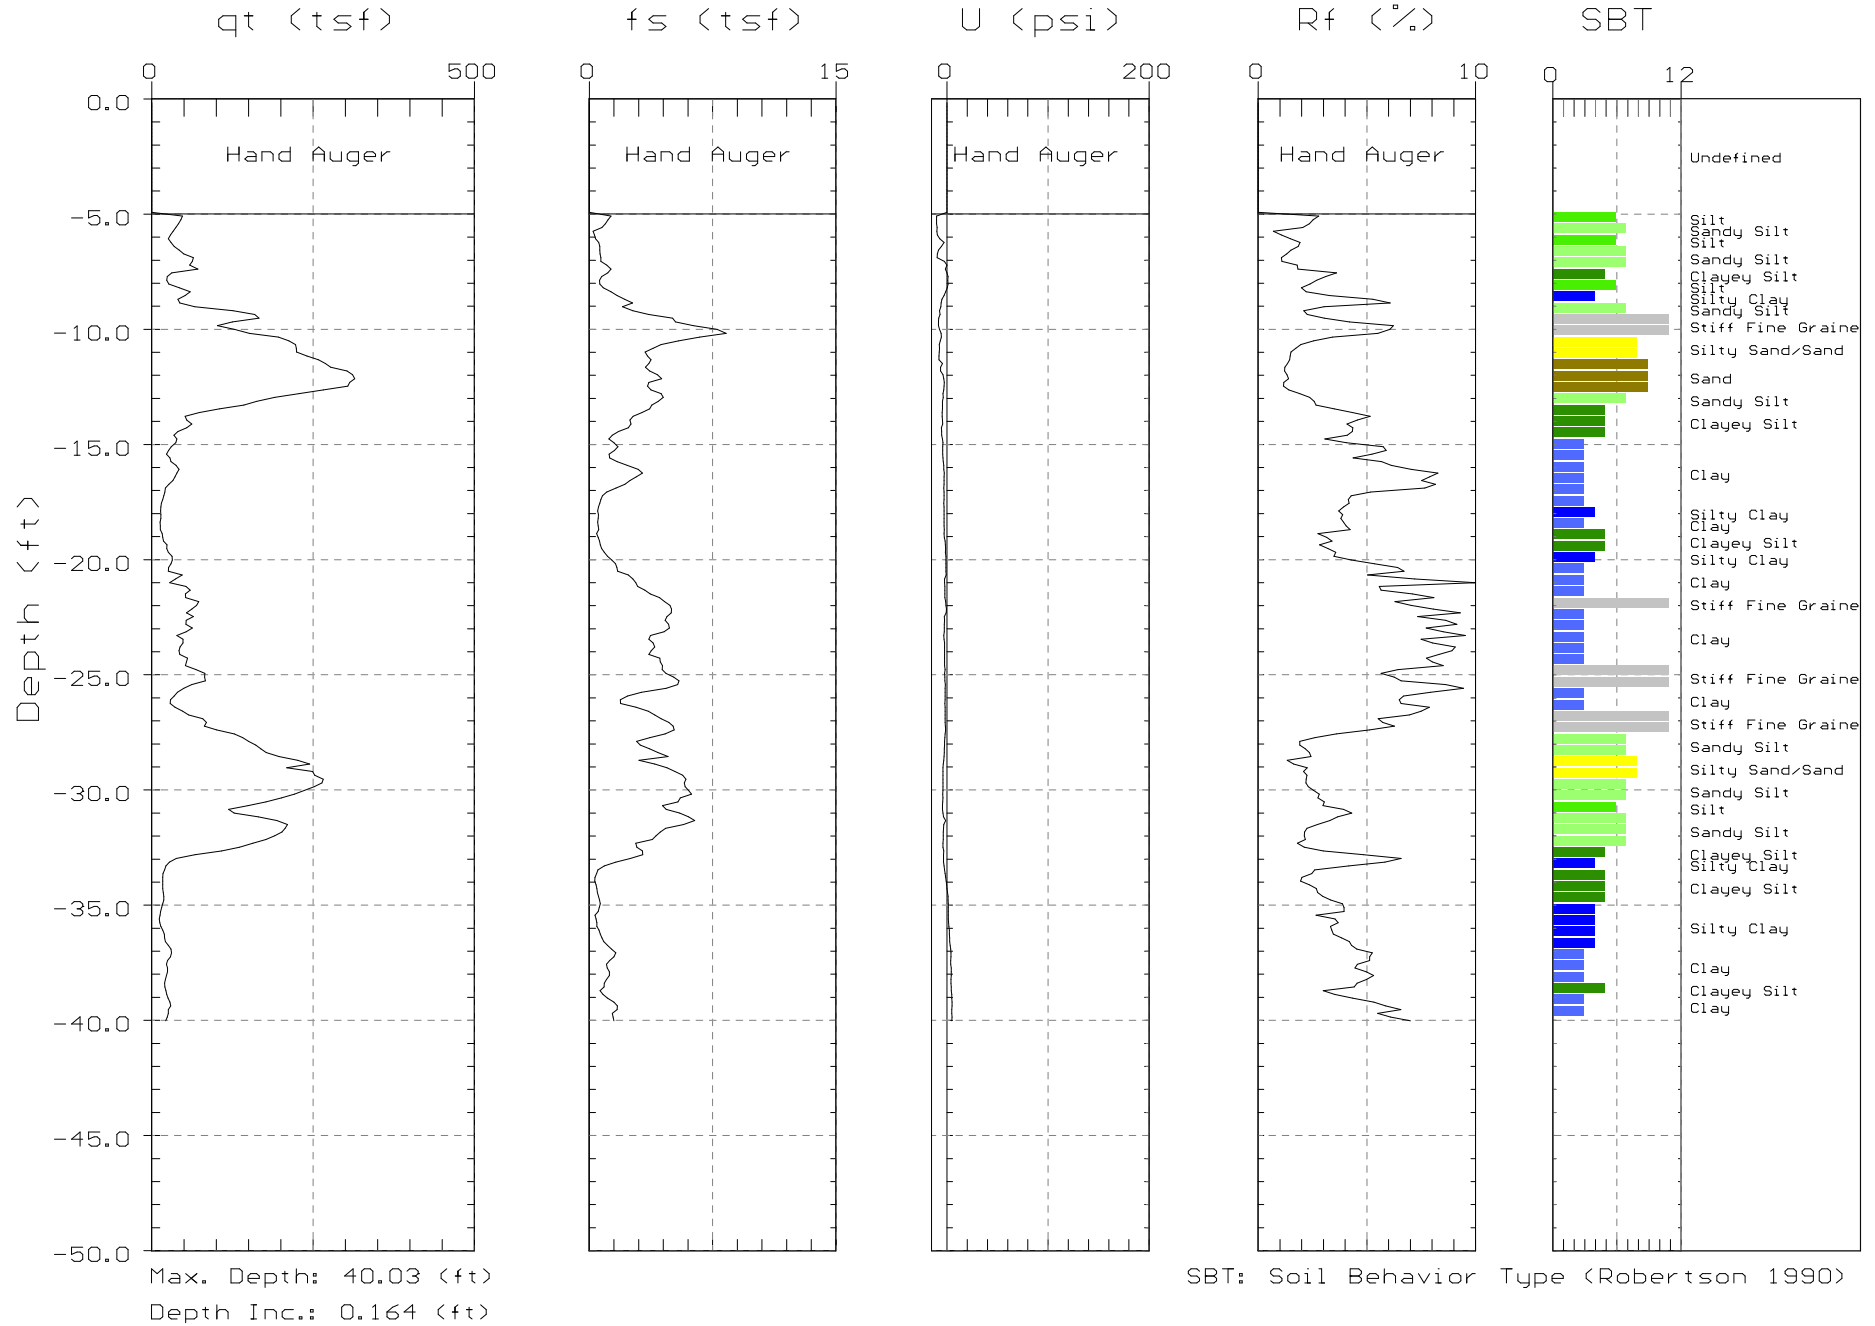 qt (tsf) fs (tsf) U (psi) Rf (%) SBT
0 500 0 15 0 200 0 10 0 12
0.0
Hand Auger Hand Auger Hand Auger Hand Auger
Undefined
-5.0
Silt
Sandy Silt
Silt
Sandy Silt
Clayey Silt
Silt
Silty Clay
Sandy Silt
-10.0
Stiff Fine Graine
Silty Sand/Sand
Sand
Sandy Silt
Clayey Silt
-15.0
Clay
Silty Clay
Clay
Clayey Silt
-20.0
Silty Clay
Clay
Stiff Fine Graine
Clay
Depth (ft)
-25.0
Stiff Fine Graine
Clay
Stiff Fine Graine
Sandy Silt
Silty Sand/Sand
-30.0
Sandy Silt
Silt
Sandy Silt
Clayey Silt
Silty Clay
Clayey Silt
-35.0
Silty Clay
Clay
Clayey Silt
Clay
-40.0
-45.0
-50.0
Max. Depth: 40.03 (ft)
SBT: Soil Behavior Type (Robertson 1990)
Depth Inc.: 0.164 (ft)